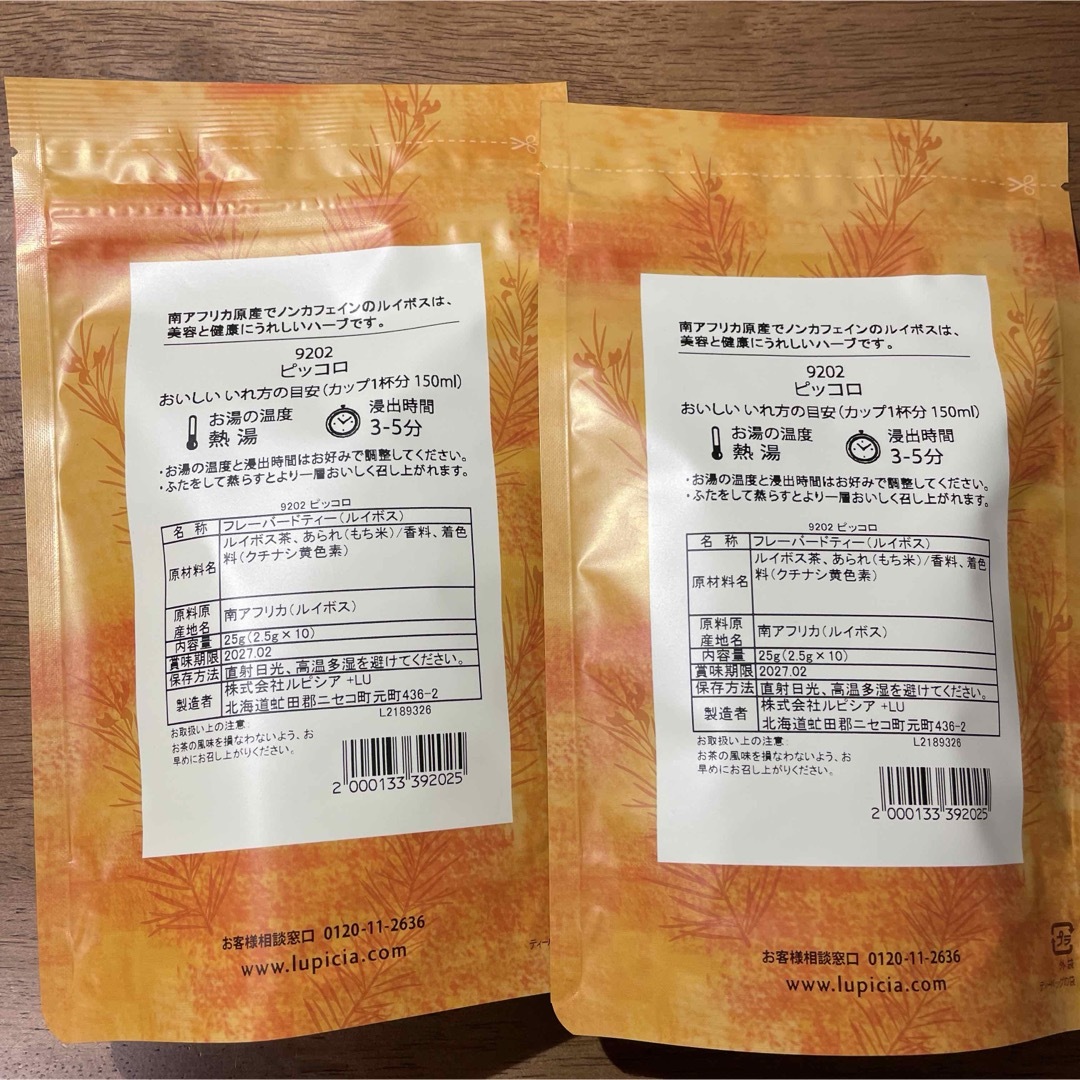 南アフリカ原産でノンカフェインのルイボスは、
美容と健康にうれしいハーブです。
9202
ピッコロ
おいしい いれ方の目安(カップ1杯分 150ml)
お湯の温度
熱湯
浸出時間
3-5分
・お湯の温度と浸出時間はお好みで調整してください。
・ふたをして蒸らすとより一層おいしく召し上がれます。
9202 ピッコロ
名 称 フレーバードティー(ルイボス)
原材料名 ルイボス茶、あられ(もち米)/香料、着色
料(クチナシ黄色素)
原料原
産地名 南アフリカ(ルイボス)
内容量 25g(2.5g×10)
賞味期限 2027.02
保存方法 直射日光、高温多湿を避けてください。
製造者 株式会社ルピシア +LU
北海道虻田郡ニセコ町元町436-2
L2189326
お取扱い上の注意:
お茶の風味を損なわないよう、お
早めにお召し上がりください。
2 000133 392025
お客様相談窓口 0120-11-2636
www.lupicia.com
南アフリカ原産でノンカフェインのルイボスは、
美容と健康にうれしいハーブです。
9202
ピッコロ
おいしい いれ方の目安(カップ1杯分 150ml)
お湯の温度
熱湯
浸出時間
3-5分
・お湯の温度と浸出時間はお好みで調整してください。
・ふたをして蒸らすとより一層おいしく召し上がれます。
9202 ピッコロ
名 称 フレーバードティー(ルイボス)
原材料名 ルイボス茶、あられ(もち米)/香料、着色
料(クチナシ黄色素)
原料原
産地名 南アフリカ(ルイボス)
内容量 25g(2.5g×10)
賞味期限 2027.02
保存方法 直射日光、高温多湿を避けてください。
製造者 株式会社ルピシア +LU
北海道虻田郡ニセコ町元町436-2
L2189326
お取扱い上の注意:
お茶の風味を損なわないよう、お
早めにお召し上がりください。
2 000133 392025
お客様相談窓口 0120-11-2636
www.lupicia.com
プラ